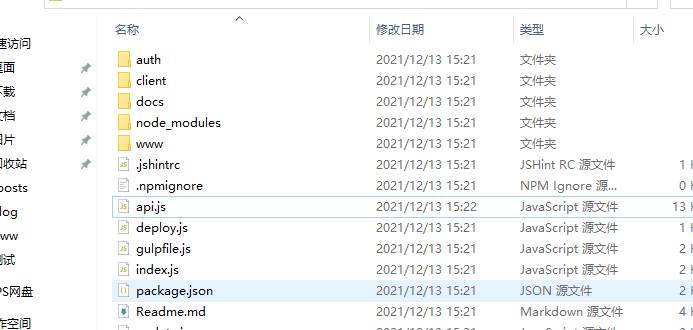 名称 修改日期 类型 大小
速访问
auth 2021/12/13 15:21 文件夹
桌面
client 2021/12/13 15:21 文件夹
下载
docs 2021/12/13 15:21 文件夹
文档
node_modules 2021/12/13 15:21 文件夹
图片
www 2021/12/13 15:21 文件夹
回收站
.jshintrc 2021/12/13 15:21 JSHint RC 源文件 1
posts
.npmignore 2021/12/13 15:21 NPM Ignore 源... 0
log
api.js 2021/12/13 15:22 JavaScript 源文件 13
ww
deploy.js 2021/12/13 15:21 JavaScript 源文件 1
gulpfile.js 2021/12/13 15:21 JavaScript 源文件 2
测试
index.js 2021/12/13 15:21 JavaScript 源文件 2
PS网盘
package.json 2021/12/13 15:21 JSON 源文件 2
Readme.md 2021/12/13 15:21 Markdown 源文件 4
作空间